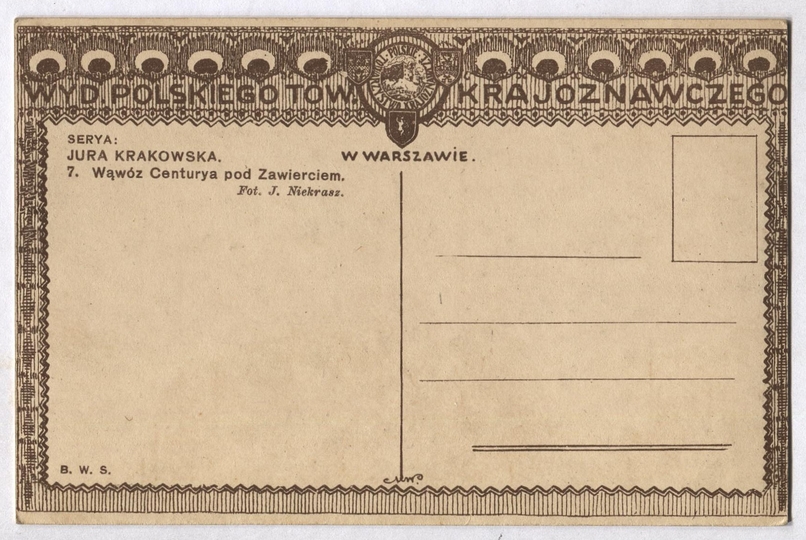 WYD. POLSKIEGO TOW. KRAJOZNAWCZEGO
W WARSZAWIE.
SERYA:
JURA KRAKOWSKA.
7. Wąwóz Centurya pod Zawierciem.
Fot. J. Niekrasz.
B. W. S.